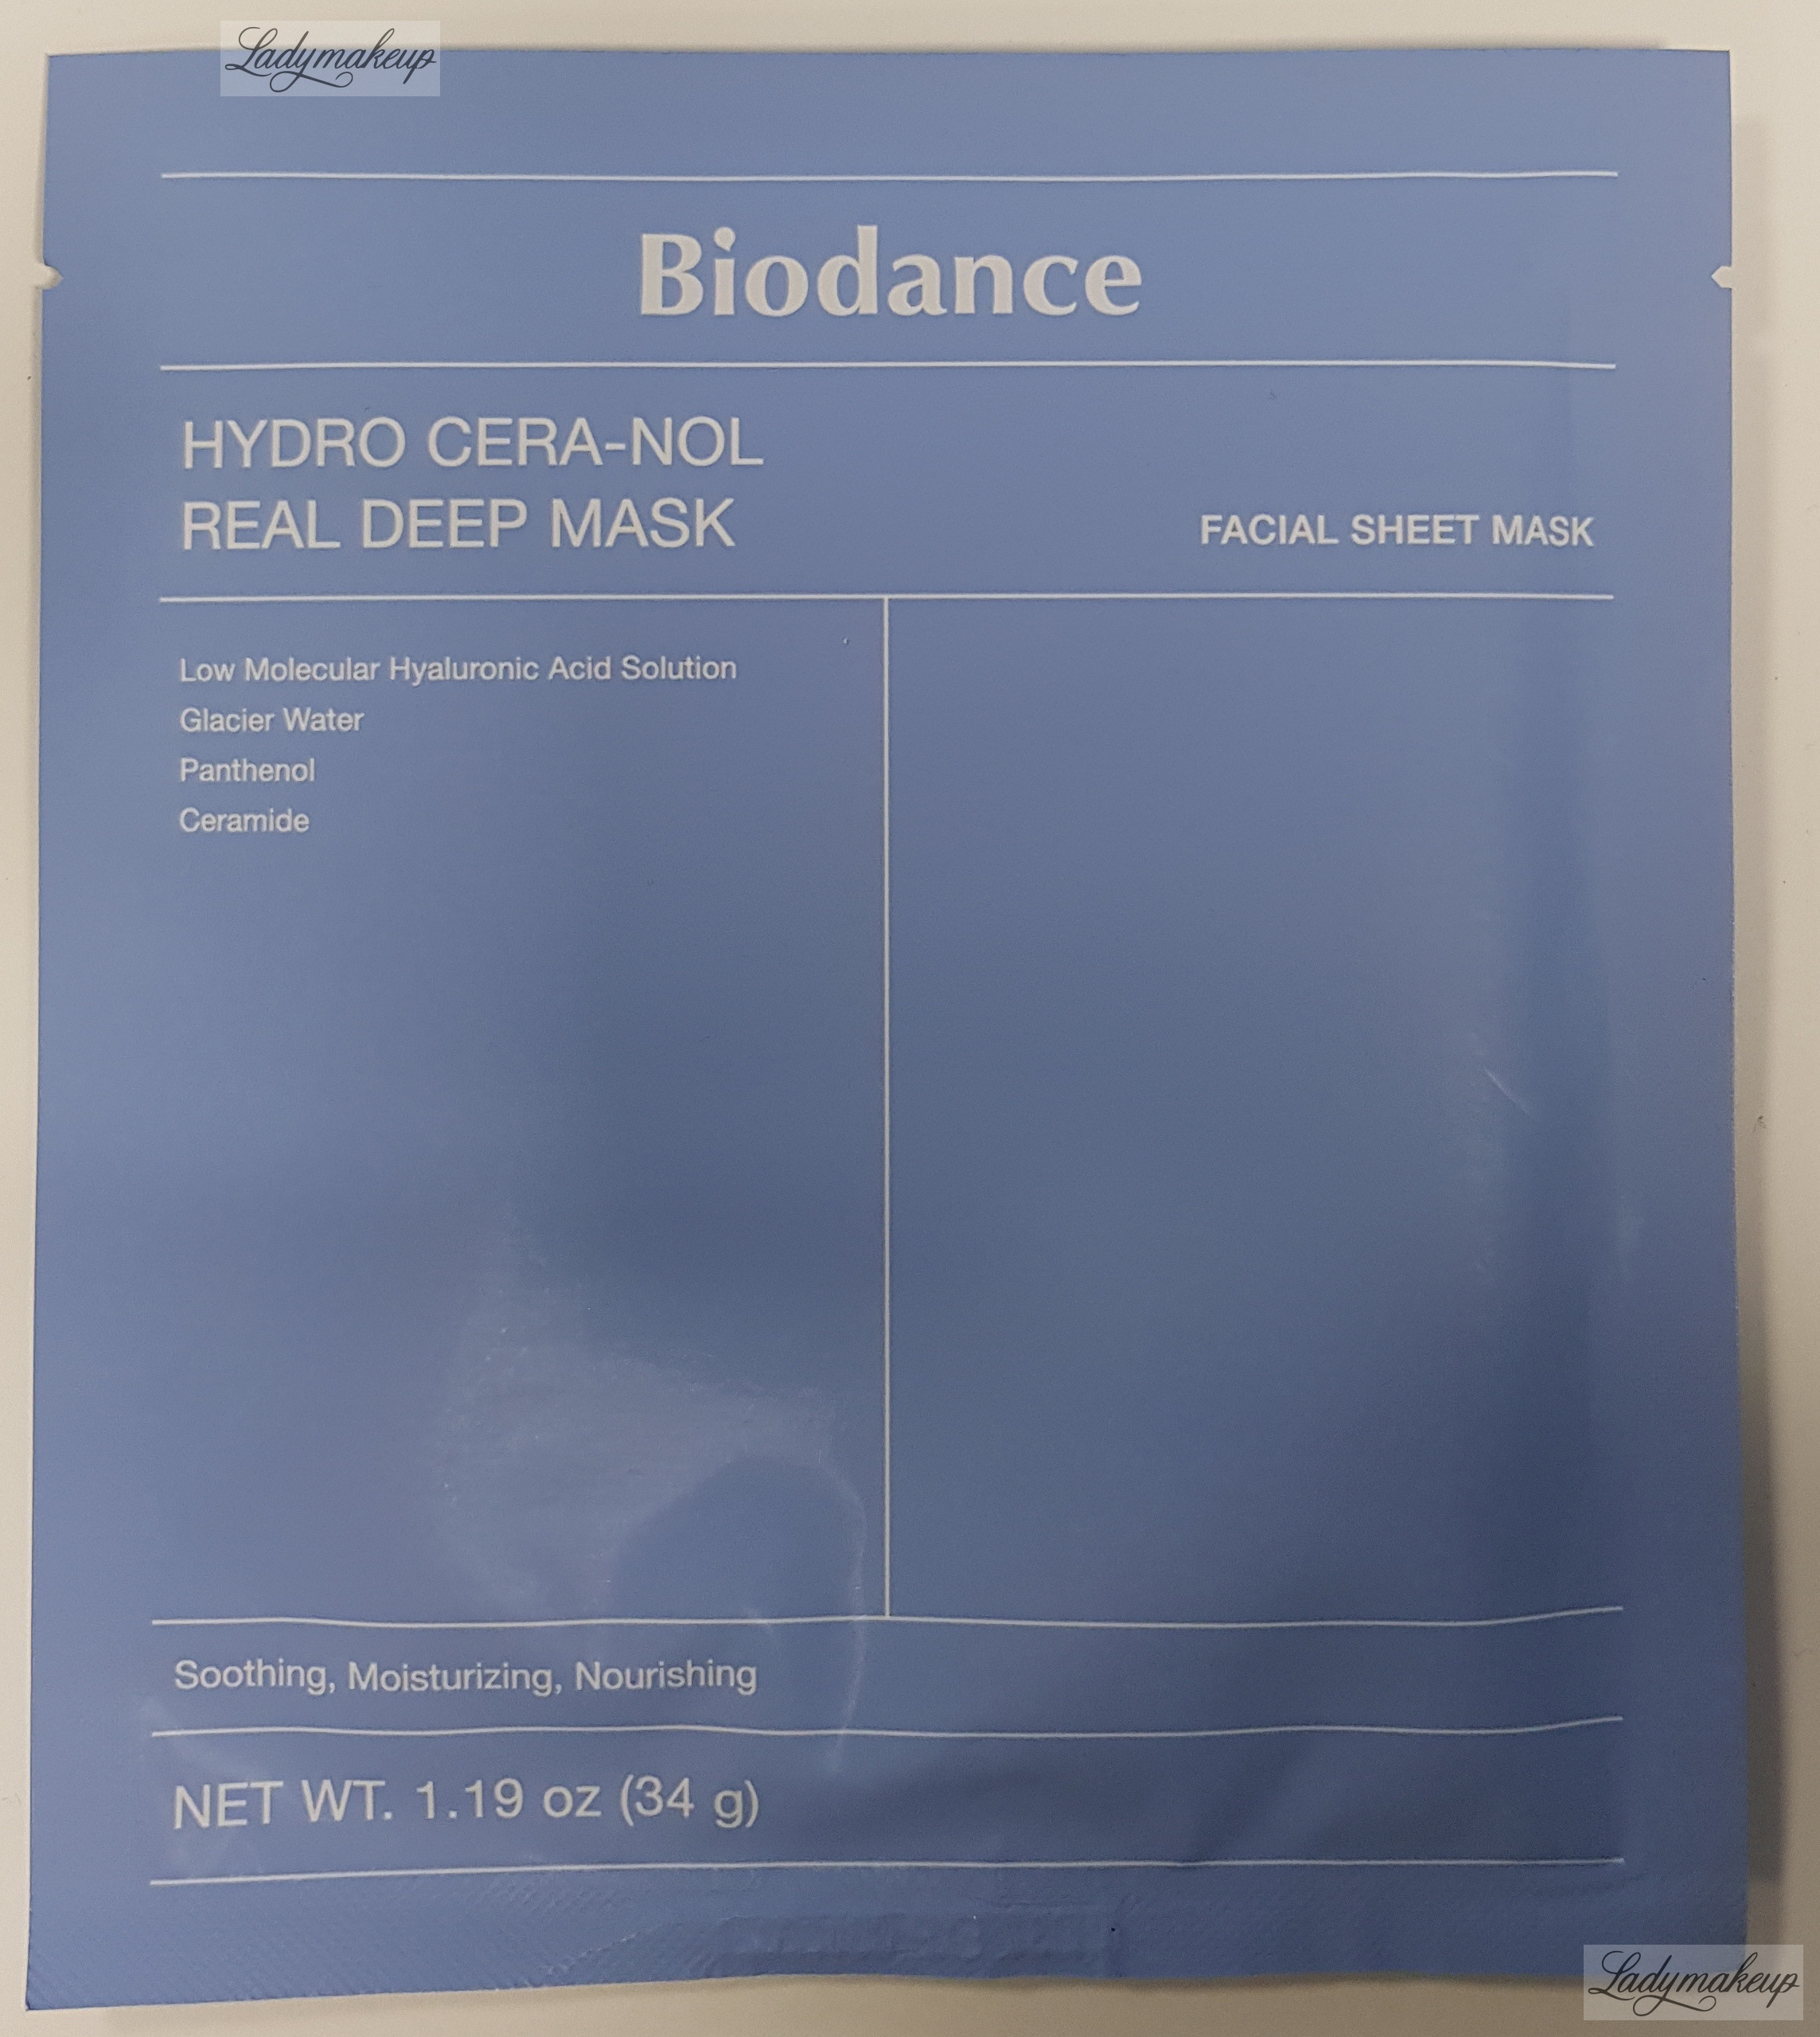 Ladymakeup
Biodance
HYDRO CERA-NOL
REAL DEEP MASK
FACIAL SHEET MASK
Low Molecular Hyaluronic Acid Solution
Glacier Water
Panthenol
Ceramide
Soothing, Moisturizing, Nourishing
NET WT. 1.19 oz (34 g)
Ladymakeup